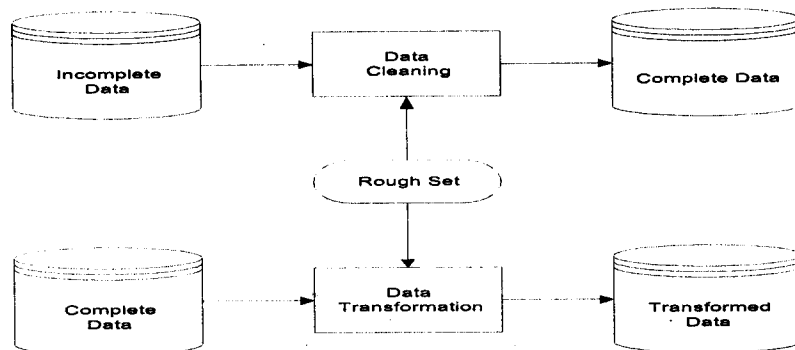 Incomplete
Data
Data
Cleaning
Complete Data
Rough Set
Complete
Data
Data
Transformation
Transformed
Data